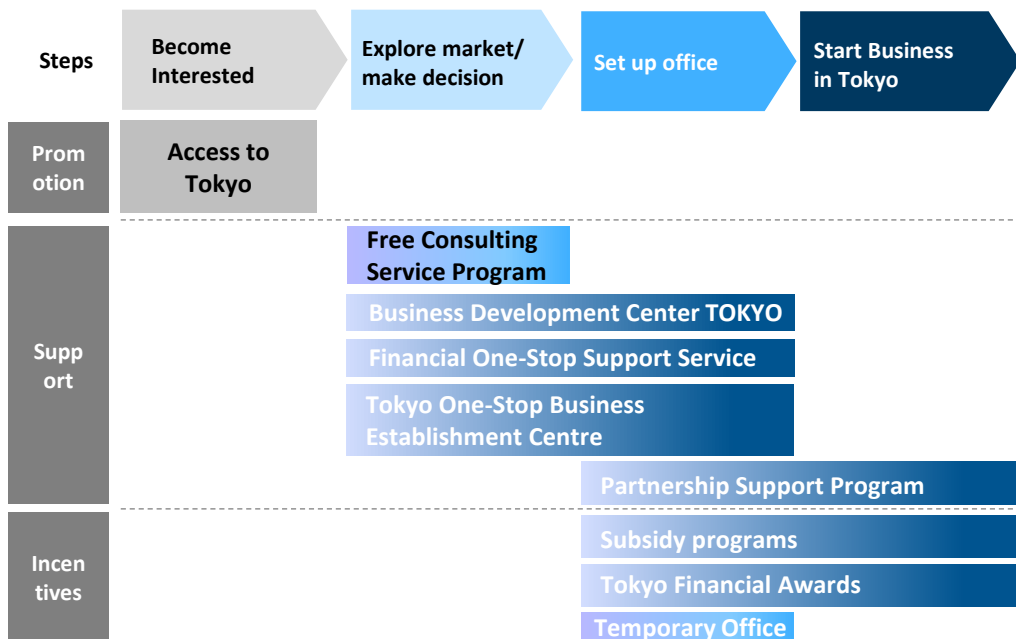 Steps
Become
Interested
Explore market/
make decision
Set up office
Start Business
in Tokyo
Prom
otion
Access to
Tokyo
Supp
ort
Free Consulting
Service Program
Business Development Center TOKYO
Financial One-Stop Support Service
Tokyo One-Stop Business
Establishment Centre
Partnership Support Program
Incen
tives
Subsidy programs
Tokyo Financial Awards
Temporary Office